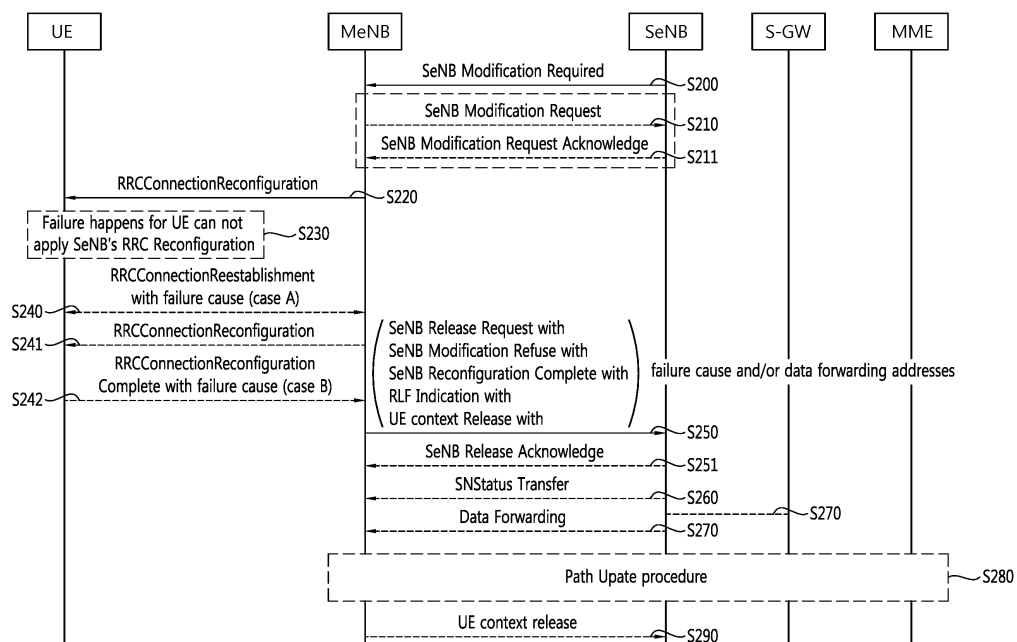 UE
MeNB
SeNB
S-GW
MME
SeNB Modification Required
S200
SeNB Modification Request
S210
SeNB Modification Request Acknowledge
S211
RRCConnectionReconfiguration
S220
Failure happens for UE can not
apply SeNB's RRC Reconfiguration
S230
RRCConnectionReestablishment
with failure cause (case A)
S240
RRCConnectionReconfiguration
S241
RRCConnectionReconfiguration
Complete with failure cause (case B)
S242
SeNB Release Request with
SeNB Modification Refuse with
SeNB Reconfiguration Complete with
RLF Indication with
UE context Release with
failure cause and/or data forwarding addresses
S250
SeNB Release Acknowledge
S251
SNStatus Transfer
S260
S270
Data Forwarding
S270
Path Upate procedure
S280
UE context release
S290